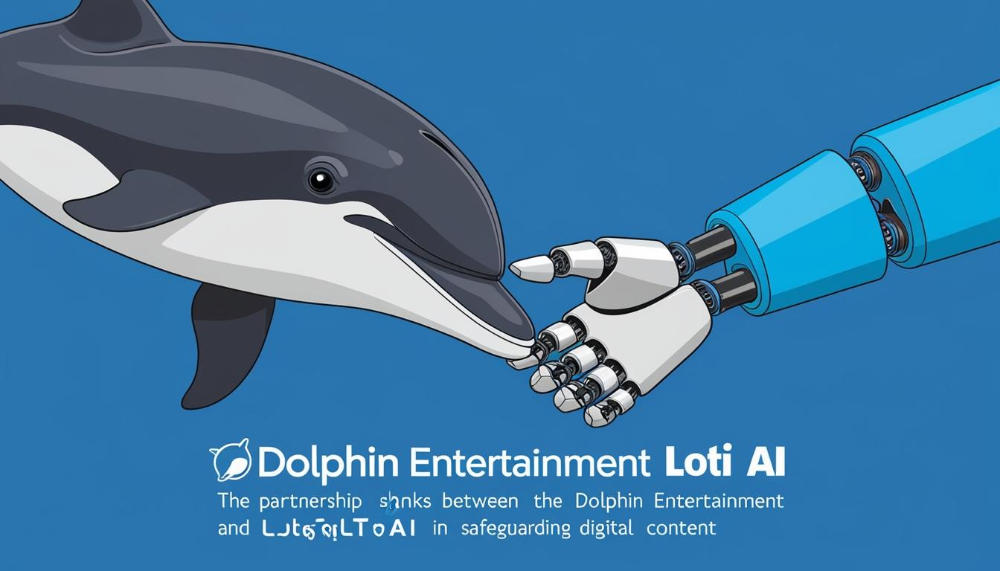 Dolphin Entertainment Loti AI
The partnership between the Dolphin Entertainment
and in safeguarding digital content